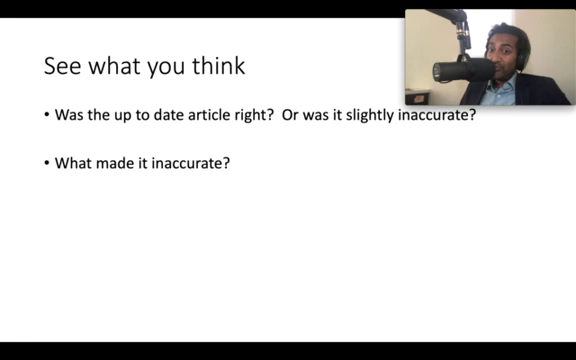 See what you think
• Was the up to date article right?  Or was it slightly inaccurate?
• What made it inaccurate?